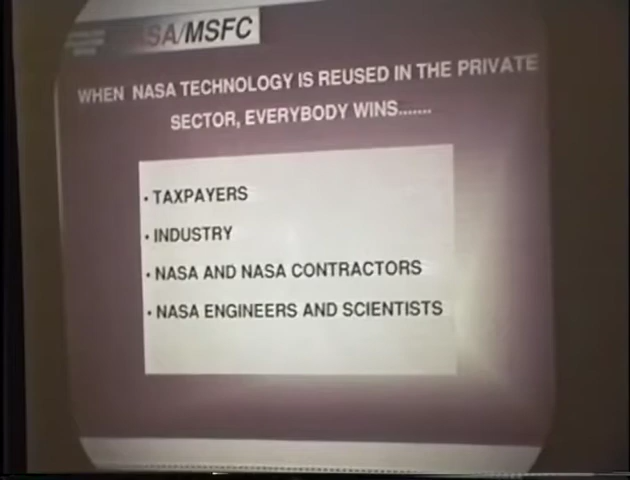 NASA/MSFC
WHEN NASA TECHNOLOGY IS REUSED IN THE PRIVATE
SECTOR, EVERYBODY WINS.......
• TAXPAYERS
• INDUSTRY
• NASA AND NASA CONTRACTORS
• NASA ENGINEERS AND SCIENTISTS